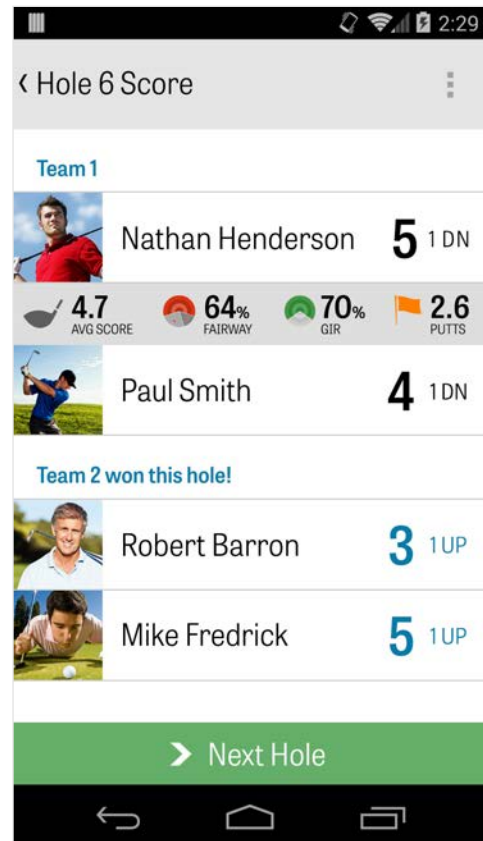 2:29
Hole 6 Score
Team 1
Nathan Henderson 5 1 DN
4.7 64% 70% 2.6
AVG SCORE FAIRWAY GIR PUTTS
Paul Smith 4 1 DN
Team 2 won this hole!
Robert Barron 3 1 UP
Mike Fredrick 5 1 UP
Next Hole